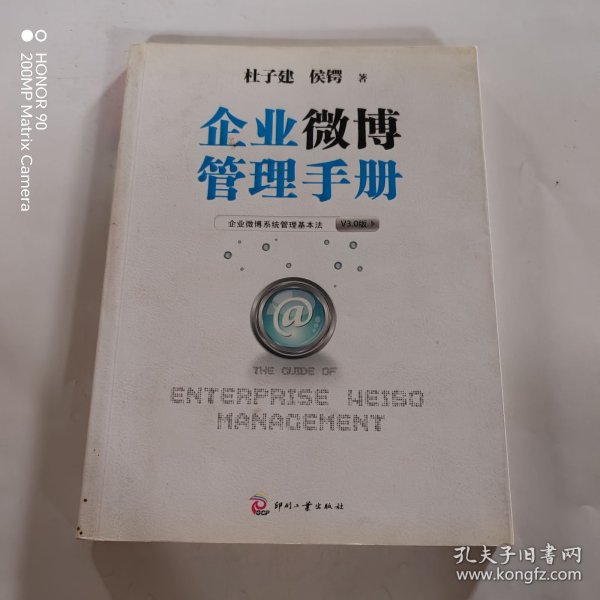 HONOR 90
200MP Matrix Camera
杜子建 侯锷 著
企业微博
管理手册
企业微博系统管理基本法 V3.0版
@
THE GUIDE OF
ENTERPRISE WEIBO
MANAGEMENT
GCP 印刷工业出版社
孔夫子旧书网
www.kongfz.com